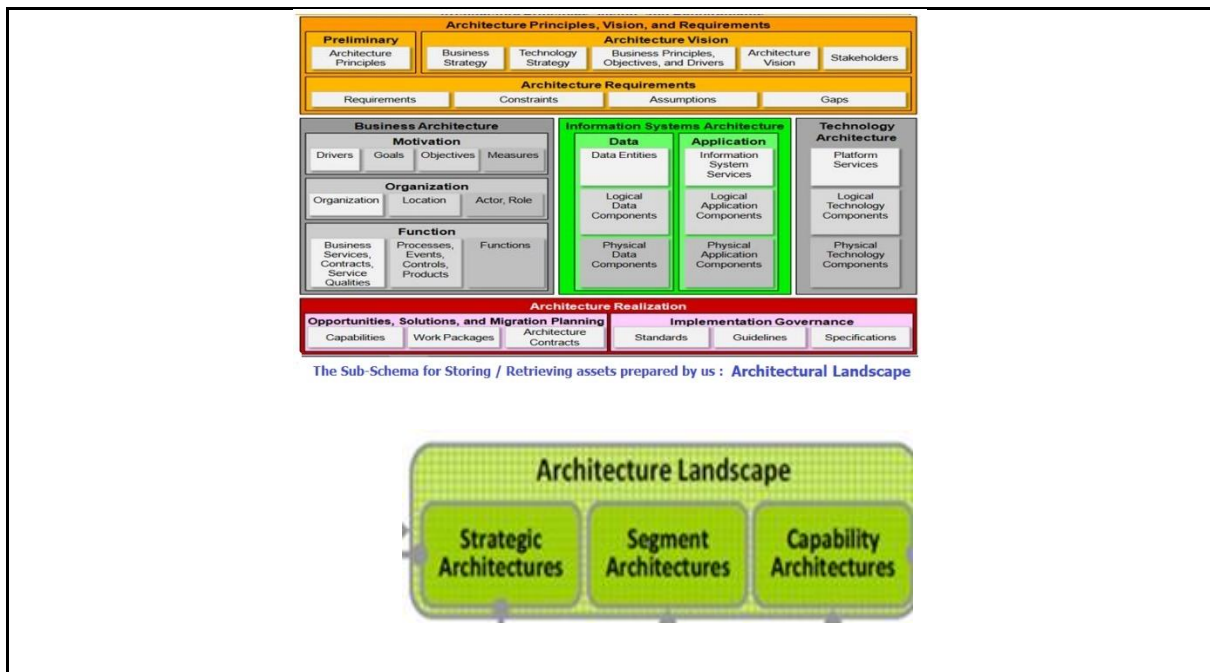 Architecture Principles, Vision, and Requirements
Preliminary
Architecture Principles
Architecture Vision
Business Strategy
Technology Strategy
Business Principles, Objectives, and Drivers
Architecture Vision
Stakeholders
Architecture Requirements
Requirements
Constraints
Assumptions
Gaps
Business Architecture
Motivation
Drivers
Goals
Objectives
Measures
Organization
Organization
Location
Actor, Role
Function
Business Services, Contracts, Service Qualities
Processes, Events, Controls, Products
Functions
Information Systems Architecture
Data
Data Entities
Logical Data Components
Physical Data Components
Application
Information System Services
Logical Application Components
Physical Application Components
Technology Architecture
Platform Services
Logical Technology Components
Physical Technology Components
Architecture Realization
Opportunities, Solutions, and Migration Planning
Capabilities
Work Packages
Architecture Contracts
Implementation Governance
Standards
Guidelines
Specifications
The Sub-Schema for Storing / Retrieving assets prepared by us : Architectural Landscape
Architecture Landscape
Strategic Architectures
Segment Architectures
Capability Architectures